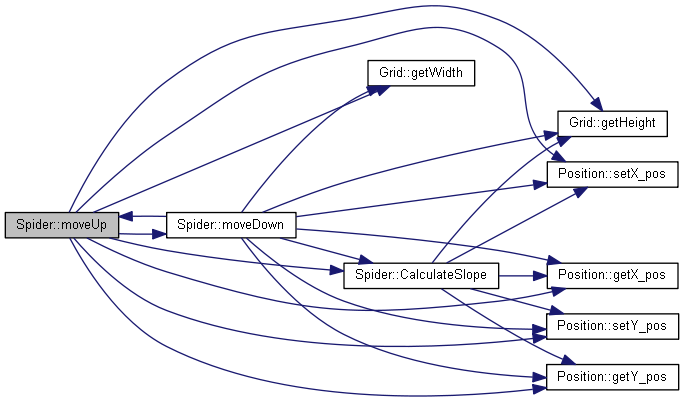 Grid::getWidth
Grid::getHeight
Position::setX_pos
Spider::moveUp
Spider::moveDown
Spider::CalculateSlope
Position::getX_pos
Position::setY_pos
Position::getY_pos